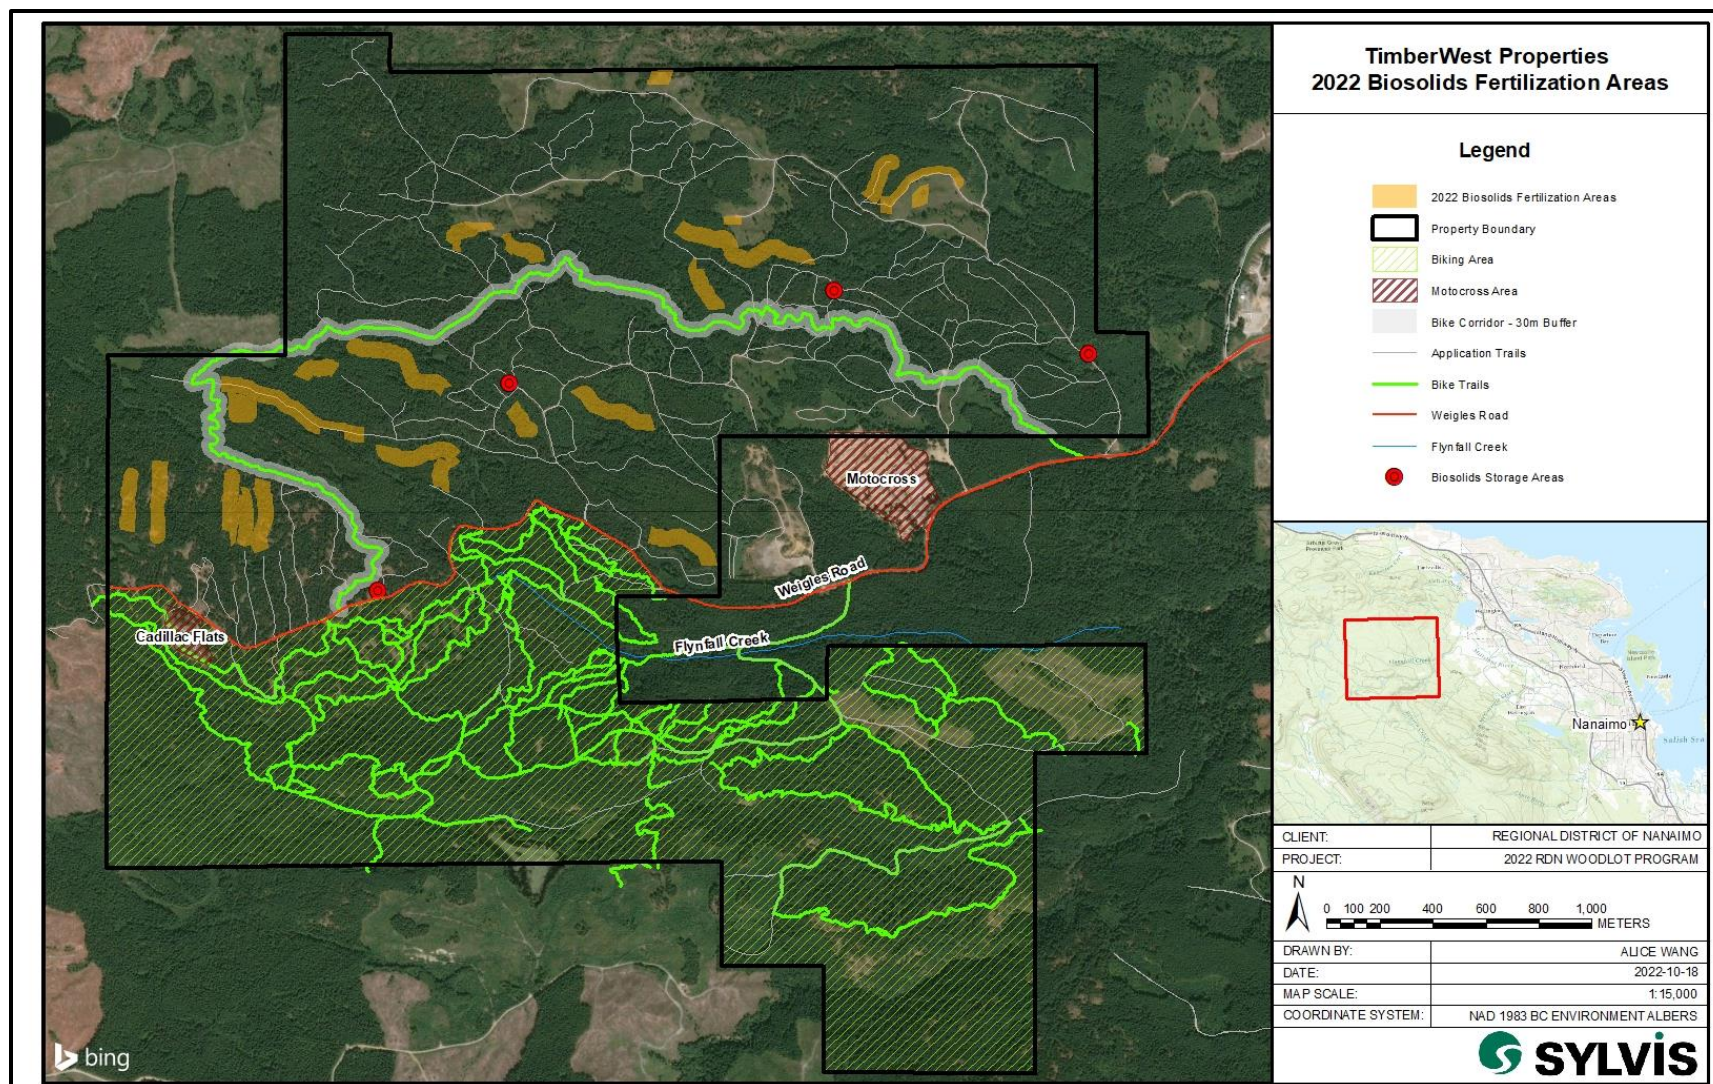 TimberWest Properties
2022 Biosolids Fertilization Areas
Legend
2022 Biosolids Fertilization Areas
Property Boundary
Biking Area
Motocross Area
Bike Corridor - 30m Buffer
Application Trails
Bike Trails
Weigles Road
Flynfall Creek
Biosolids Storage Areas
Motocross
Weigles Road
Flynfall Creek
Cadillac Flats
Nanaimo
CLIENT: REGIONAL DISTRICT OF NANAIMO
PROJECT: 2022 RDN WOODLOT PROGRAM
N
0 100 200 400 600 800 1,000
METERS
DRAWN BY: ALICE WANG
DATE: 2022-10-18
MAP SCALE: 1:15,000
COORDINATE SYSTEM: NAD 1983 BC ENVIRONMENT ALBERS
bing
SYLVIS